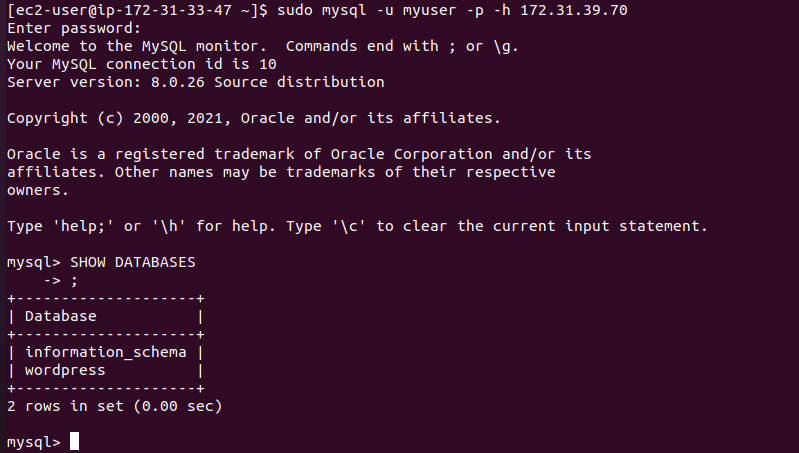 [ec2-user@ip-172-31-33-47 ~]$ sudo mysql -u myuser -p -h 172.31.39.70
Enter password:
Welcome to the MySQL monitor.  Commands end with ; or \g.
Your MySQL connection id is 10
Server version: 8.0.26 Source distribution

Copyright (c) 2000, 2021, Oracle and/or its affiliates.

Oracle is a registered trademark of Oracle Corporation and/or its
affiliates. Other names may be trademarks of their respective
owners.

Type 'help;' or '\h' for help. Type '\c' to clear the current input statement.

mysql> SHOW DATABASES
    -> ;
+--------------------+
| Database           |
+--------------------+
| information_schema |
| wordpress          |
+--------------------+
2 rows in set (0.00 sec)

mysql>